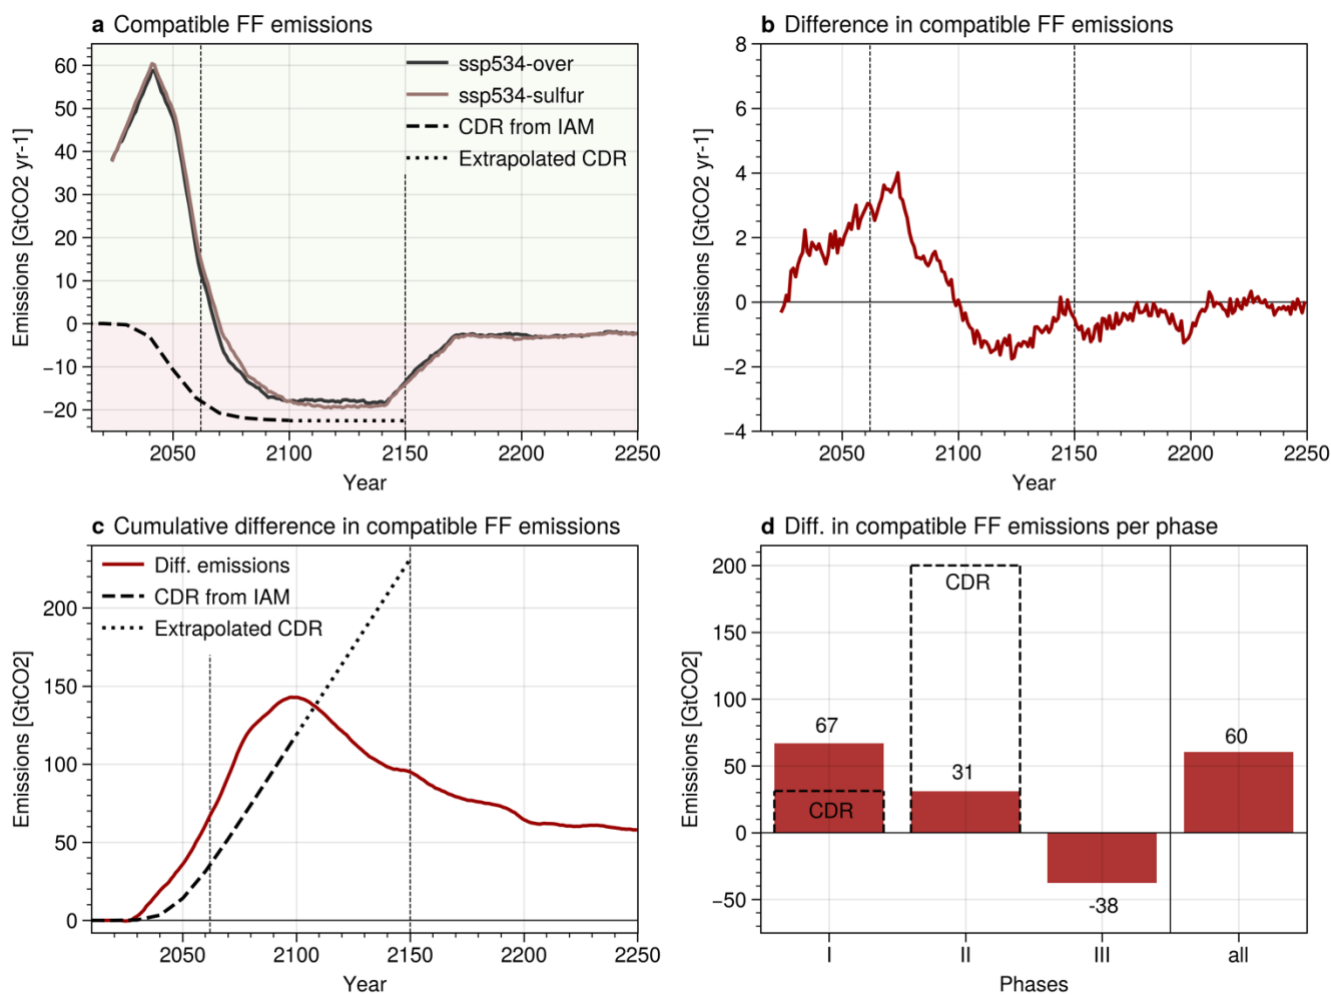 a Compatible FF emissions
Emissions [GtCO2 yr-1]
60
50
40
30
20
10
0
−10
−20
ssp534-over
ssp534-sulfur
CDR from IAM
Extrapolated CDR
2050
2100
2150
2200
2250
Year
b Difference in compatible FF emissions
Emissions [GtCO2 yr-1]
8
6
4
2
0
−2
−4
2050
2100
2150
2200
2250
Year
c Cumulative difference in compatible FF emissions
Emissions [GtCO2]
200
150
100
50
0
Diff. emissions
CDR from IAM
Extrapolated CDR
2050
2100
2150
2200
2250
Year
d Diff. in compatible FF emissions per phase
Emissions [GtCO2]
200
150
100
50
0
−50
67
CDR
31
CDR
-38
60
I
II
III
all
Phases